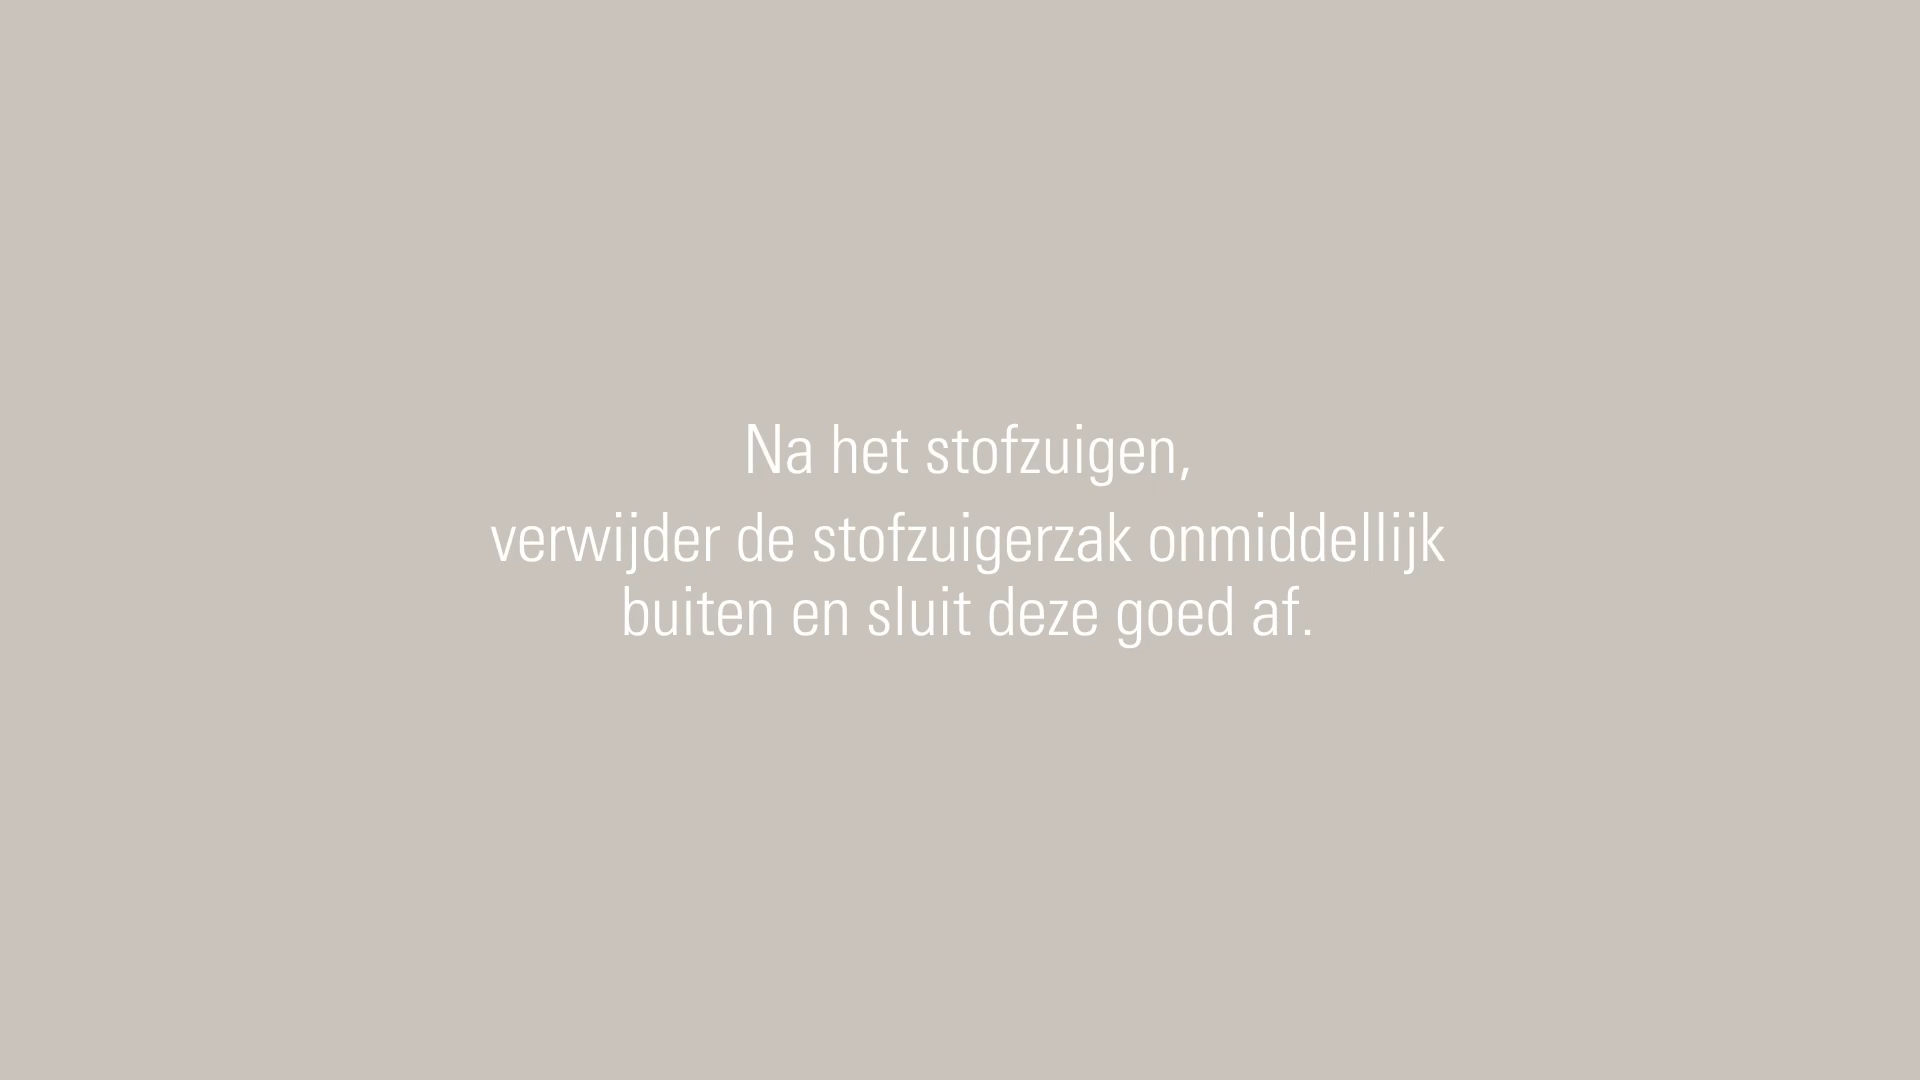 Na het stofzuigen,
verwijder de stofzuigerzak onmiddellijk
buiten en sluit deze goed af.